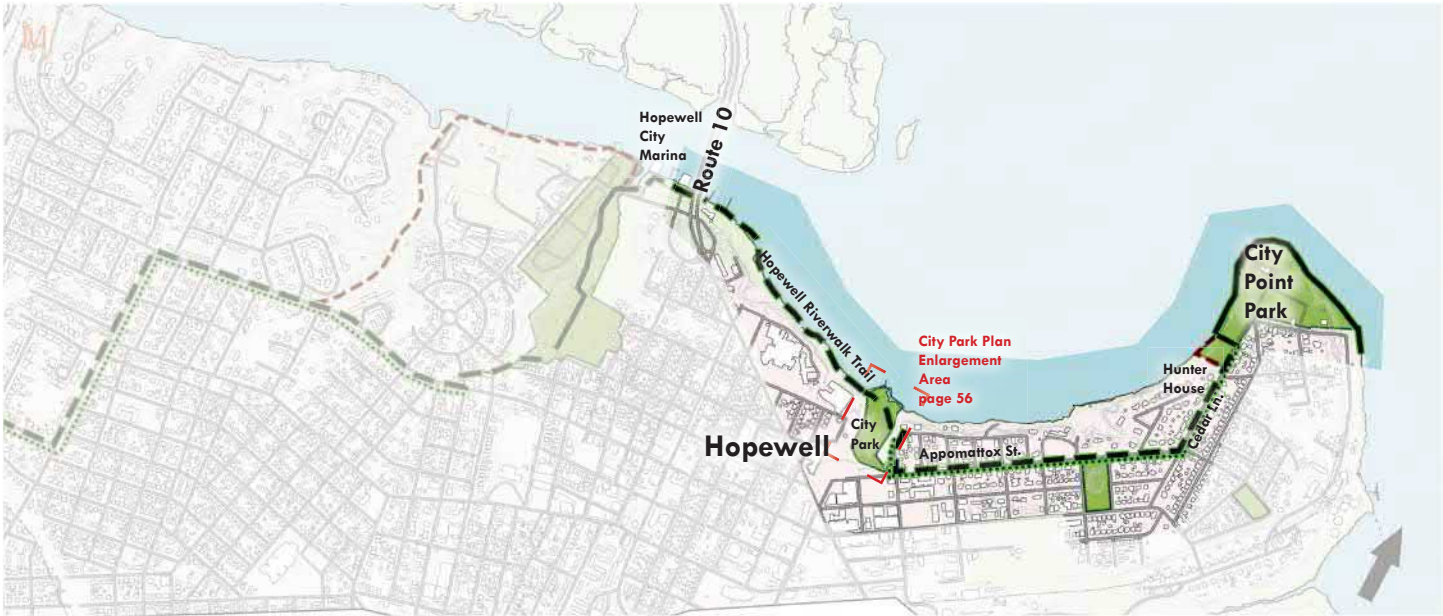 Hopewell
City
Marina
Route 10
Hopewell Riverwalk Trail
City Park Plan
Enlargement
Area
page 56
City
Point
Park
Hunter
House
Cedar Ln.
City
Park
Hopewell
Appomattox St.